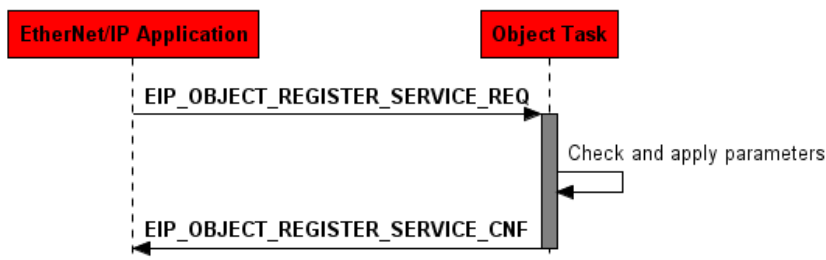 EtherNet/IP Application
Object Task
EIP_OBJECT_REGISTER_SERVICE_REQ
Check and apply parameters
EIP_OBJECT_REGISTER_SERVICE_CNF